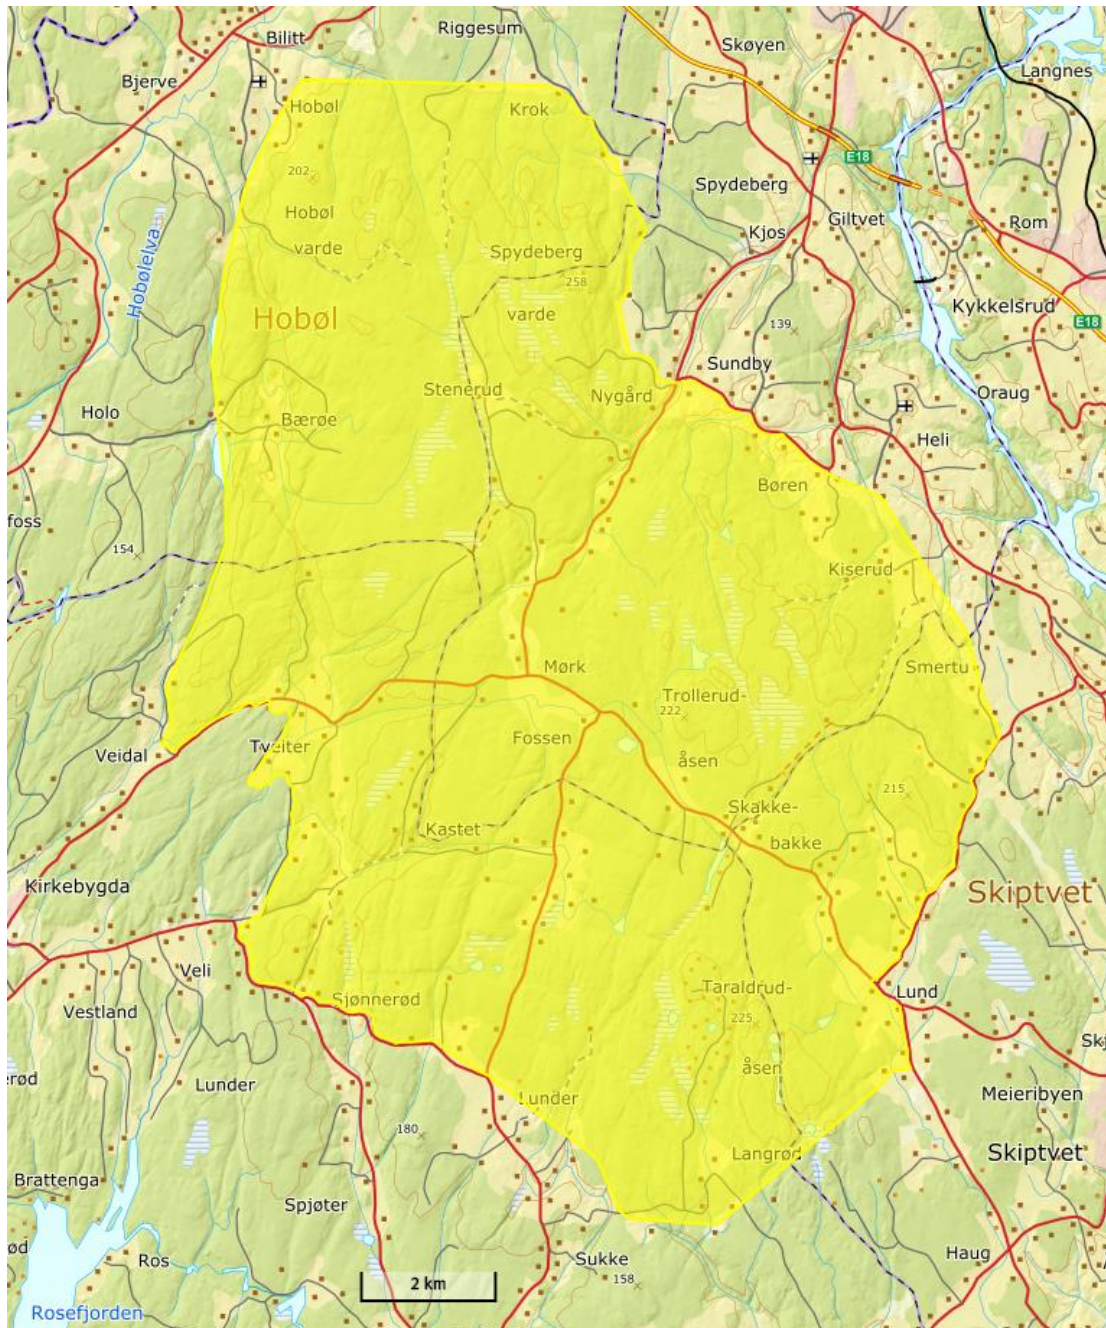 Riggesum
Bilitt
Skøyen
Langnes
Bjerve
Hobøl
Krok
E18
202
Spydeberg
Hobøl
varde
Giltvet
Rom
Kjos
Hobølelva
Spydeberg
258
varde
Kykkelsrud
Hobøl
139
E18
Sundby
Stenerud
Nygård
Oraug
Holo
Bærøe
Heli
Børen
foss
154
Kiserud
Mørk
Smertu
Trollerud-
222
åsen
Fossen
Veidal
Tveiter
215
Skakke-
bakke
Kastet
Kirkebygda
Skiptvet
Veli
Taraldrud-
225
åsen
Lund
Sjønnerød
Vestland
Skj
rød
Lunder
Lunder
Meieribyen
180
Langrød
Skiptvet
Brattenga
Spjøter
ød
Ros
Sukke
158
Haug
2 km
Rosefjorden